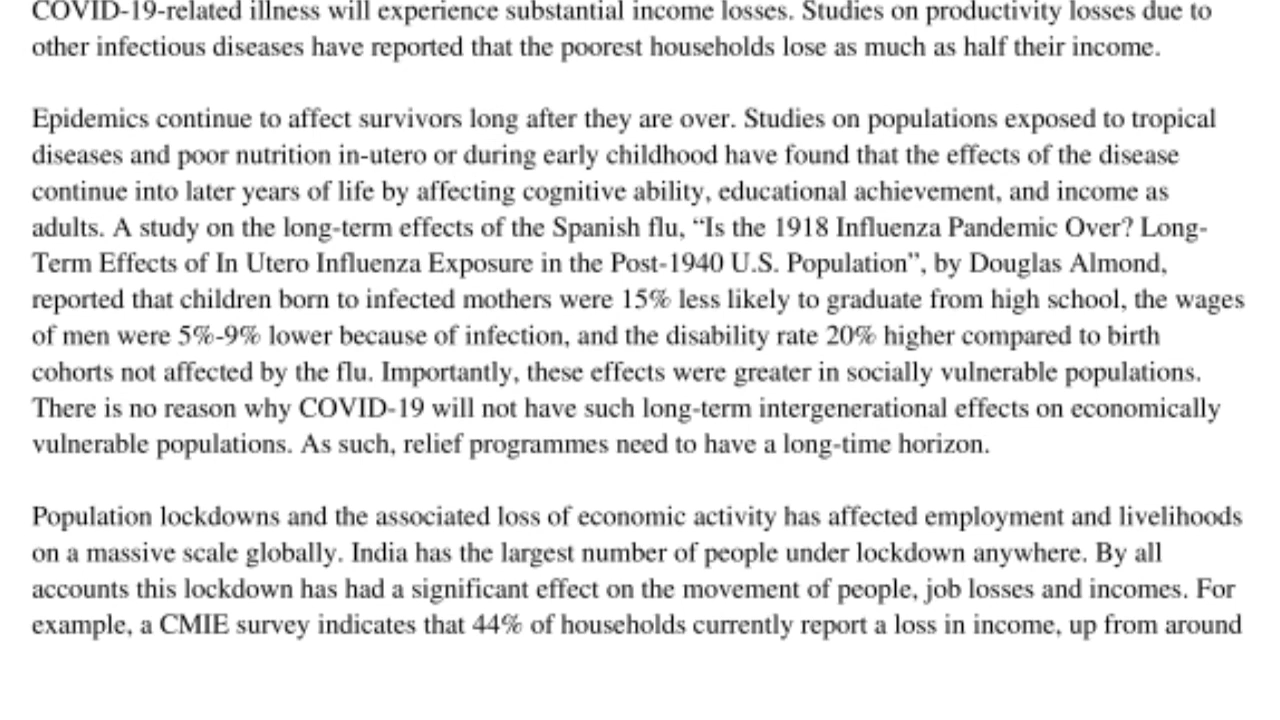 COVID-19-related illness will experience substantial income losses. Studies on productivity losses due to
other infectious diseases have reported that the poorest households lose as much as half their income.
Epidemics continue to affect survivors long after they are over. Studies on populations exposed to tropical
diseases and poor nutrition in-utero or during early childhood have found that the effects of the disease
continue into later years of life by affecting cognitive ability, educational achievement, and income as
adults. A study on the long-term effects of the Spanish flu, “Is the 1918 Influenza Pandemic Over? Long-
Term Effects of In Utero Influenza Exposure in the Post-1940 U.S. Population”, by Douglas Almond,
reported that children born to infected mothers were 15% less likely to graduate from high school, the wages
of men were 5%-9% lower because of infection, and the disability rate 20% higher compared to birth
cohorts not affected by the flu. Importantly, these effects were greater in socially vulnerable populations.
There is no reason why COVID-19 will not have such long-term intergenerational effects on economically
vulnerable populations. As such, relief programmes need to have a long-time horizon.
Population lockdowns and the associated loss of economic activity has affected employment and livelihoods
on a massive scale globally. India has the largest number of people under lockdown anywhere. By all
accounts this lockdown has had a significant effect on the movement of people, job losses and incomes. For
example, a CMIE survey indicates that 44% of households currently report a loss in income, up from around